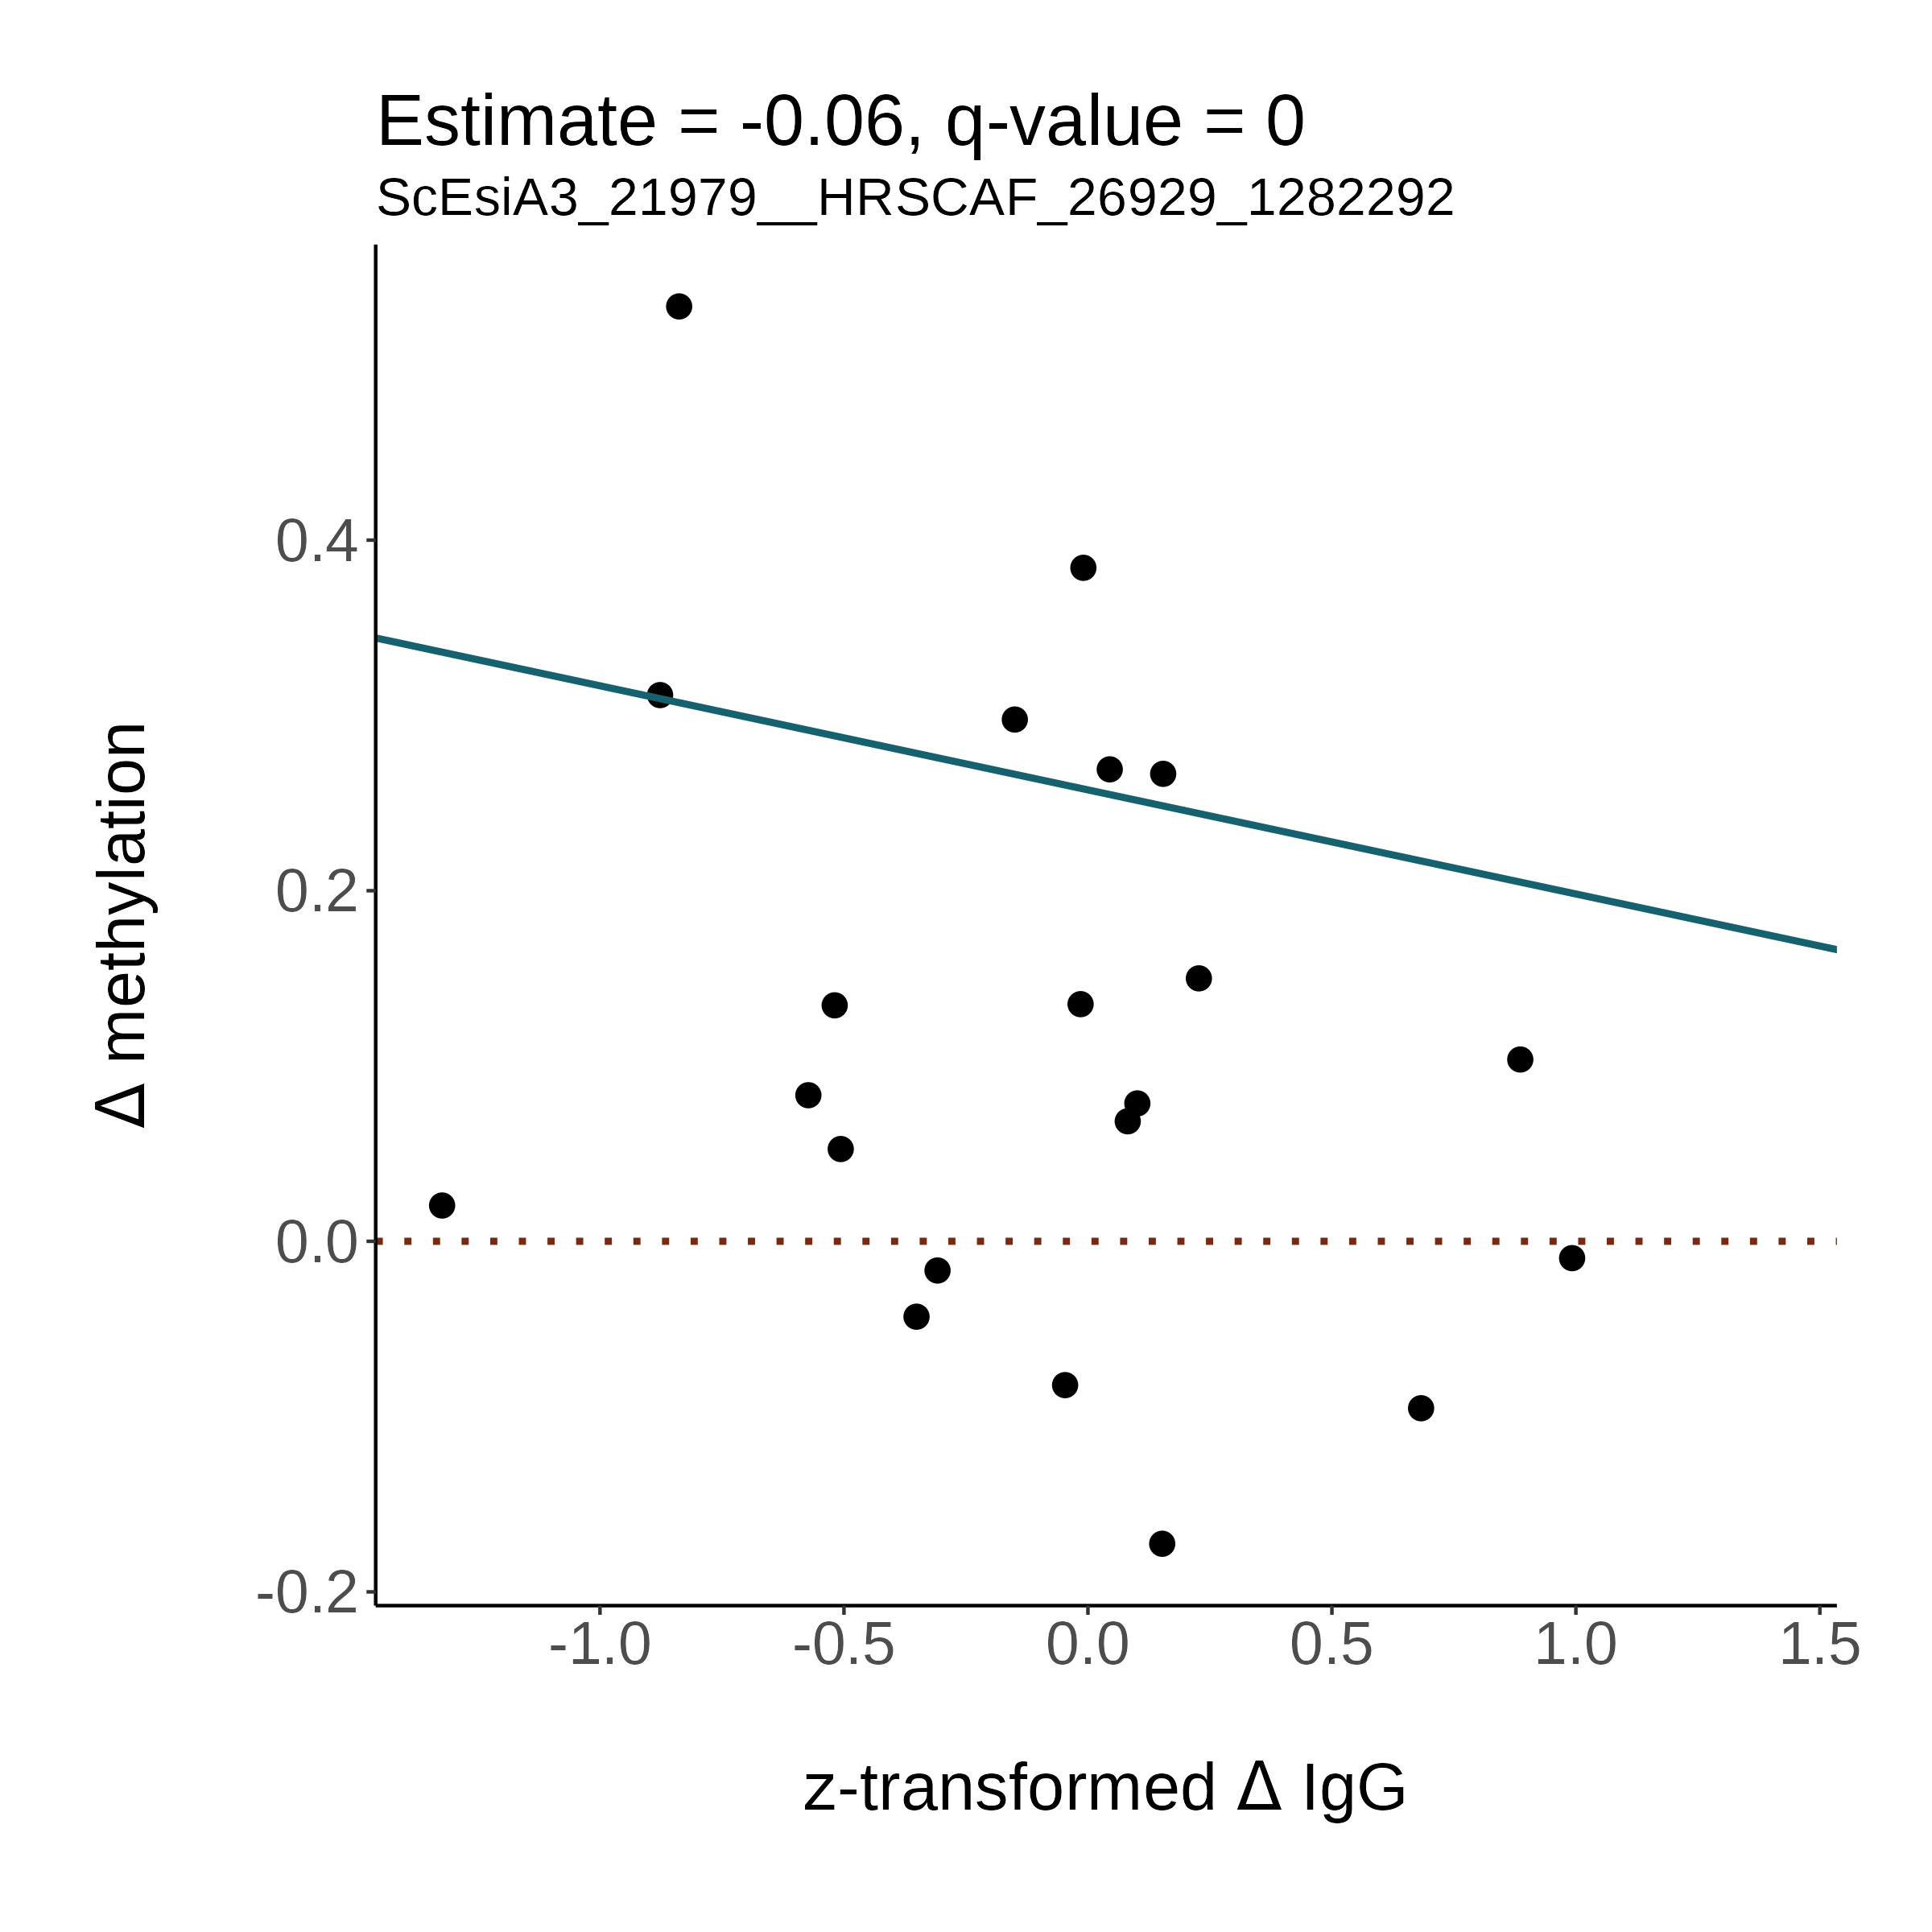 Estimate = -0.06, q-value = 0
ScEsiA3_21979__HRSCAF_26929_1282292
Δ methylation
0.4
0.2
0.0
-0.2
-1.0 -0.5 0.0 0.5 1.0 1.5
z-transformed Δ IgG